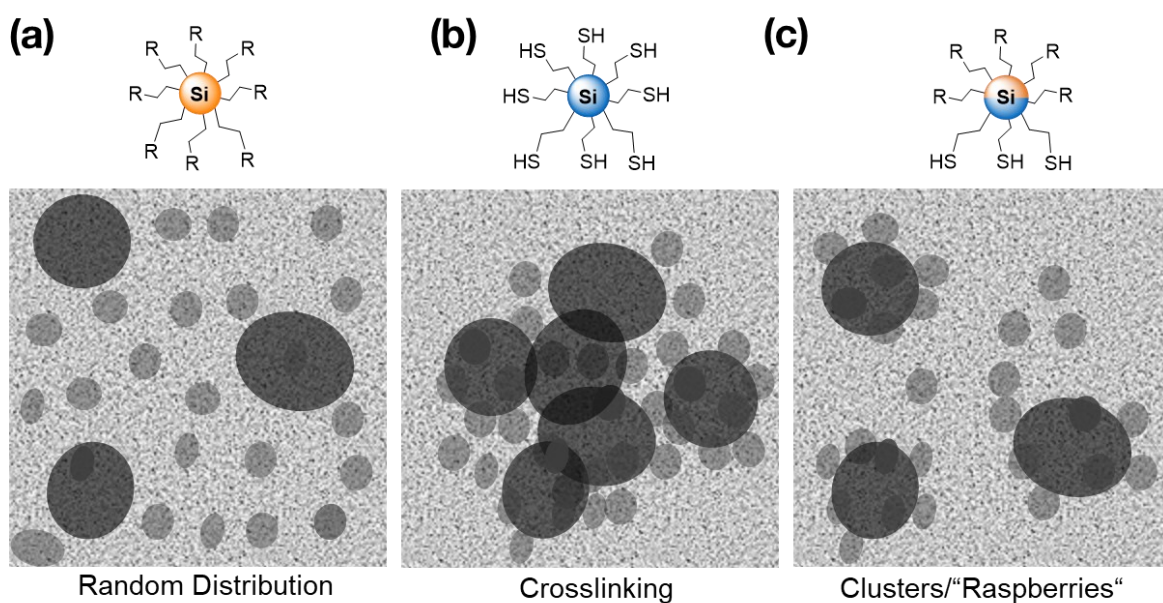 (a)
R
R
R
R
Si
R
R
R
R
Random Distribution
(b)
SH
HS
SH
HS
Si
SH
HS
SH
SH
Crosslinking
(c)
R
R
R
R
Si
R
HS
SH
SH
Clusters/“Raspberries“